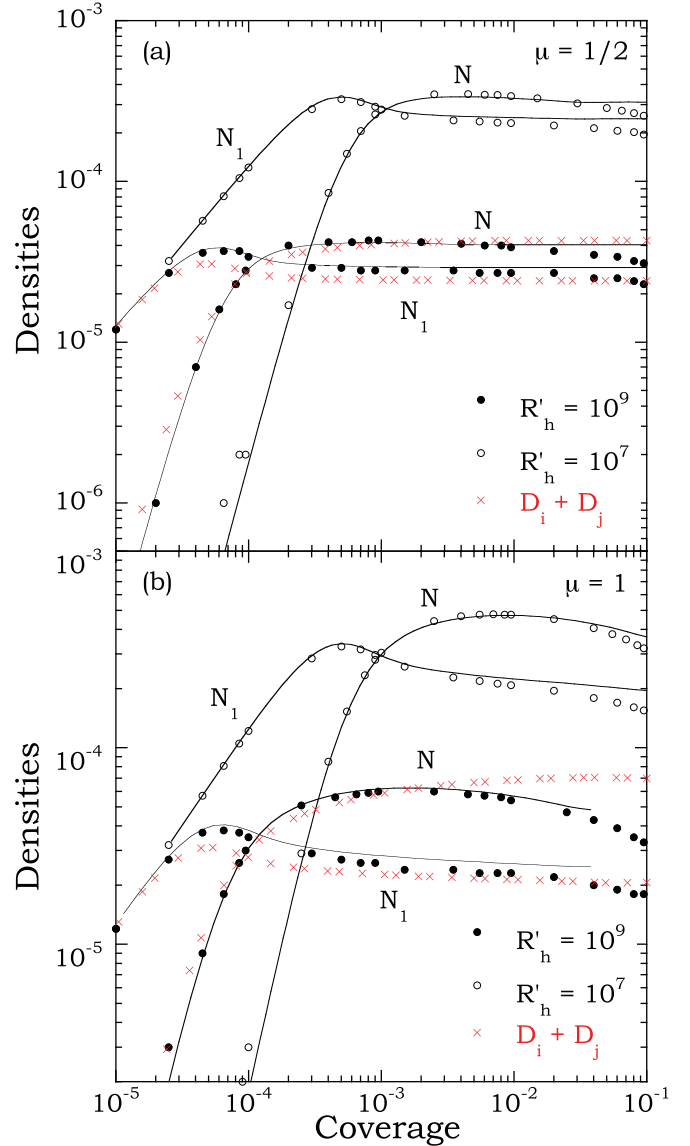 10⁻³
(a)
μ = 1/2
N
N₁
10⁻⁴
Densities
N
10⁻⁵
N₁
R'ₕ = 10⁹
R'ₕ = 10⁷
10⁻⁶
Dᵢ + Dⱼ
10⁻³
(b)
μ = 1
N
N₁
10⁻⁴
N
Densities
N₁
10⁻⁵
R'ₕ = 10⁹
R'ₕ = 10⁷
Dᵢ + Dⱼ
10⁻⁵ 10⁻⁴ 10⁻³ 10⁻² 10⁻¹
Coverage